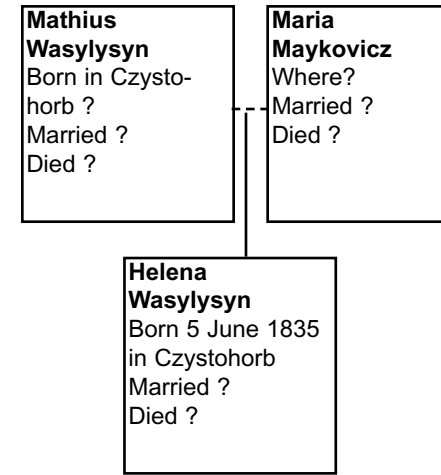 Mathius
Wasylysyn
Born in Czysto-
horb ?
Married ?
Died ?
Maria
Maykovicz
Where?
Married ?
Died ?
Helena
Wasylysyn
Born 5 June 1835
in Czystohorb
Married ?
Died ?